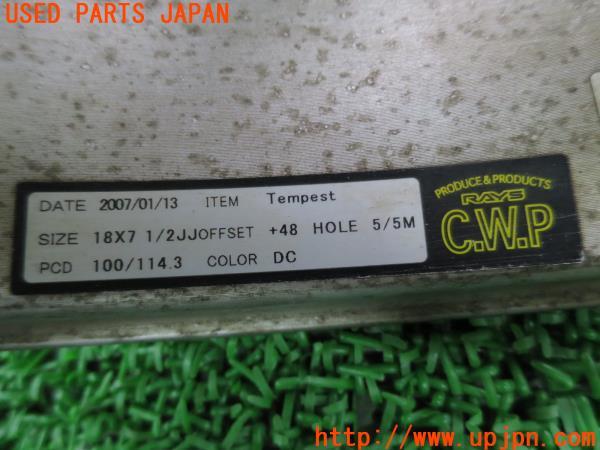 USED PARTS JAPAN
DATE 2007/01/13 ITEM Tempest
SIZE 18X7 1/2JJOFFSET +48 HOLE 5/5M
PCD 100/114.3 COLOR DC
PRODUCE & PRODUCTS
RAYS
C.W.P
http://www.upjpn.com